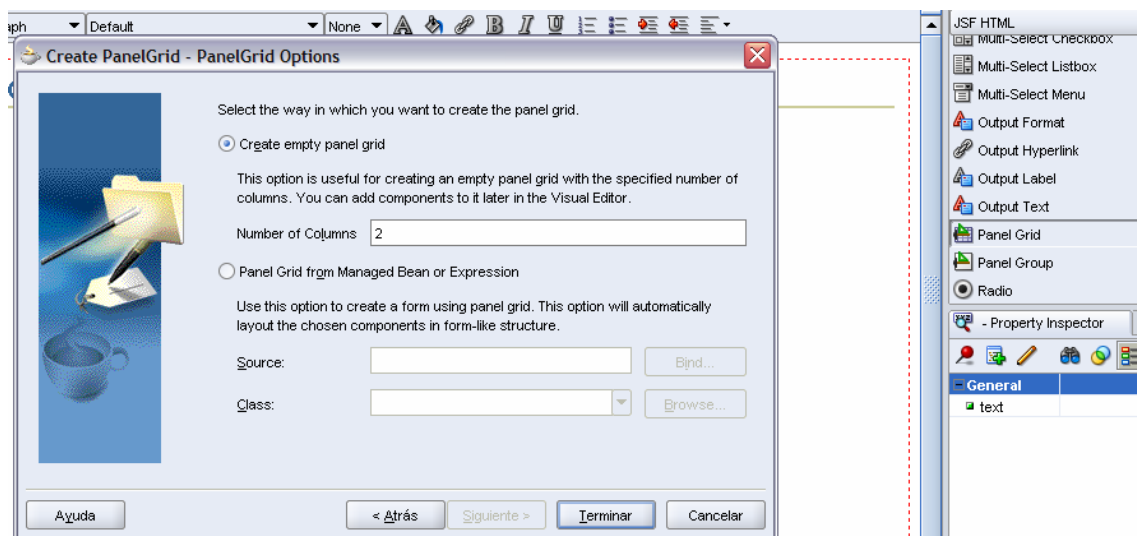 Default
None
JSF HTML
Multi-Select Checkbox
Multi-Select Listbox
Multi-Select Menu
Output Format
Output Hyperlink
Output Label
Output Text
Panel Grid
Panel Group
Radio
- Property Inspector
General
text
Create PanelGrid - PanelGrid Options
Select the way in which you want to create the panel grid.
Create empty panel grid
This option is useful for creating an empty panel grid with the specified number of
columns. You can add components to it later in the Visual Editor.
Number of Columns 2
Panel Grid from Managed Bean or Expression
Use this option to create a form using panel grid. This option will automatically
layout the chosen components in form-like structure.
Source: Bind...
Class: Browse...
Ayuda < Atrás Siguiente > Terminar Cancelar